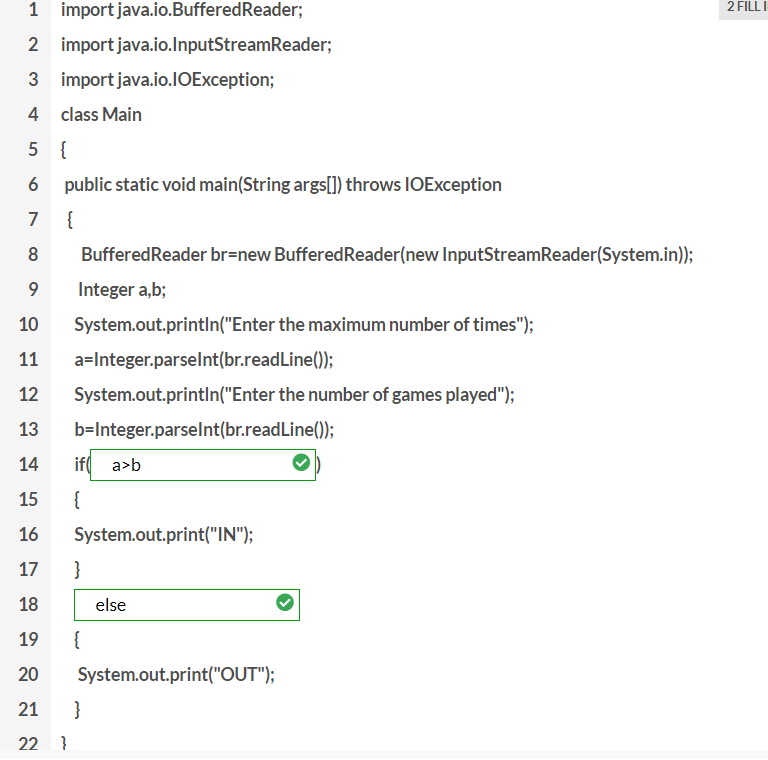 2 FILL
1 import java.io.BufferedReader;
2 import java.io.InputStreamReader;
3 import java.io.IOException;
4 class Main
5 {
6 public static void main(String args[]) throws IOException
7 {
8 BufferedReader br=new BufferedReader(new InputStreamReader(System.in));
9 Integer a,b;
10 System.out.println("Enter the maximum number of times");
11 a=Integer.parseInt(br.readLine());
12 System.out.println("Enter the number of games played");
13 b=Integer.parseInt(br.readLine());
14 if( a>b )
15 {
16 System.out.print("IN");
17 }
18 else
19 {
20 System.out.print("OUT");
21 }
22 }